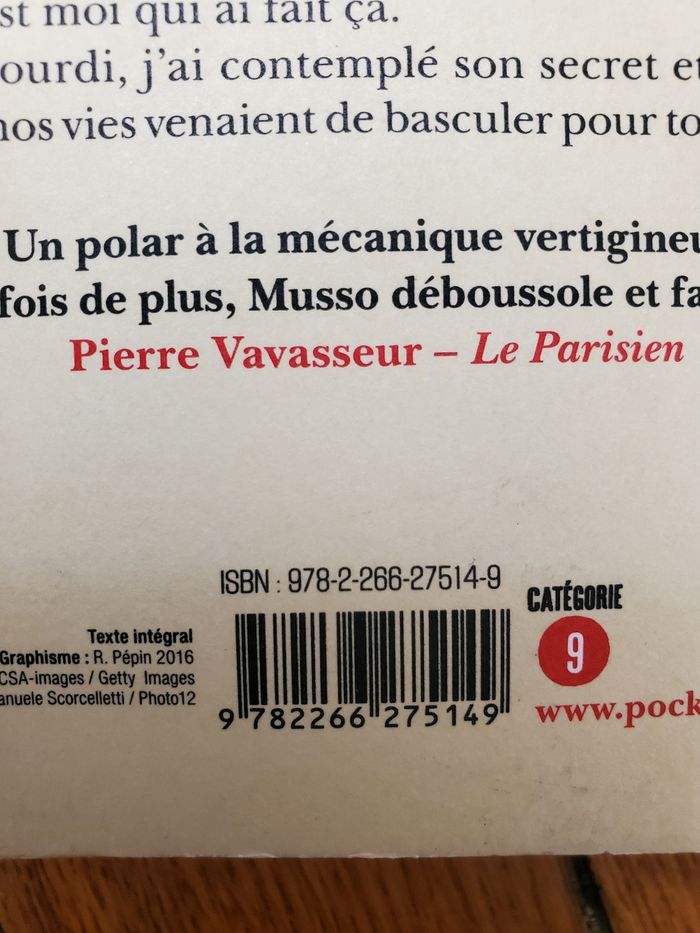 st moi qui ai fait ça.
ourdi, j'ai contemplé son secret et
nos vies venaient de basculer pour to
Un polar à la mécanique vertigineu
fois de plus, Musso déboussole et fa
Pierre Vavasseur – Le Parisien
ISBN : 978-2-266-27514-9
CATÉGORIE
9
Texte intégral
Graphisme : R. Pépin 2016
CSA-images / Getty Images
anuele Scorcelletti / Photo12
9 782266 275149
www.pock